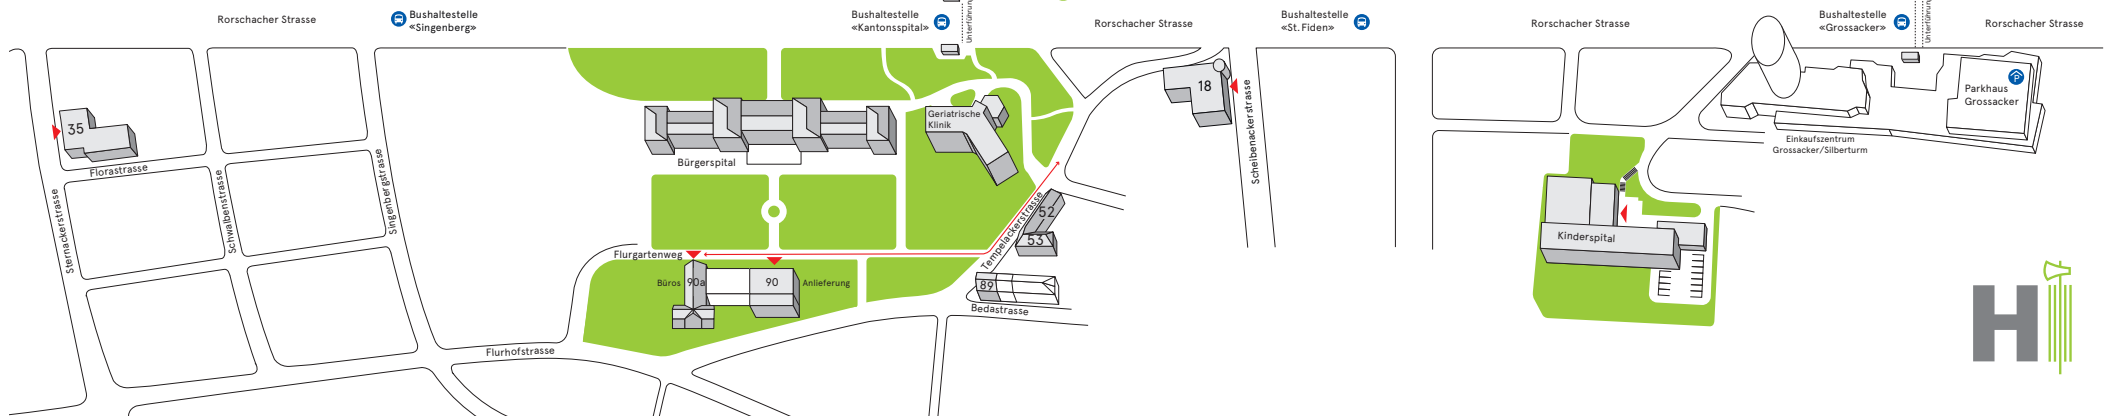 Rorschacher Strasse
Bushaltestelle
«Singenberg»
Bushaltestelle
«Kantonsspital»
Unterführung
Rorschacher Strasse
Bushaltestelle
«St. Fiden»
Rorschacher Strasse
Bushaltestelle
«Grossacker»
Unterführung
Rorschacher Strasse
35
Florastrasse
Sternackerstrasse
Schwalbenstrasse
Singenbergstrasse
Bürgerspital
Geriatrische
Klinik
18
Scheibenackerstrasse
P
Parkhaus
Grossacker
Einkaufszentrum
Grossacker/Silberturm
Kinderspital
52
53
Tempelackerstrasse
Flurgartenweg
Büros
90a
90
Anlieferung
89
Bedastrasse
Flurhofstrasse
H